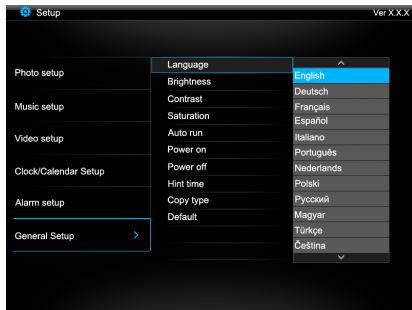 Setup
Ver X.X.X
Photo setup
Music setup
Video setup
Clock/Calendar Setup
Alarm setup
General Setup
Language
Brightness
Contrast
Saturation
Auto run
Power on
Power off
Hint time
Copy type
Default
English
Deutsch
Français
Español
Italiano
Português
Nederlands
Polski
Русский
Magyar
Türkçe
Čeština